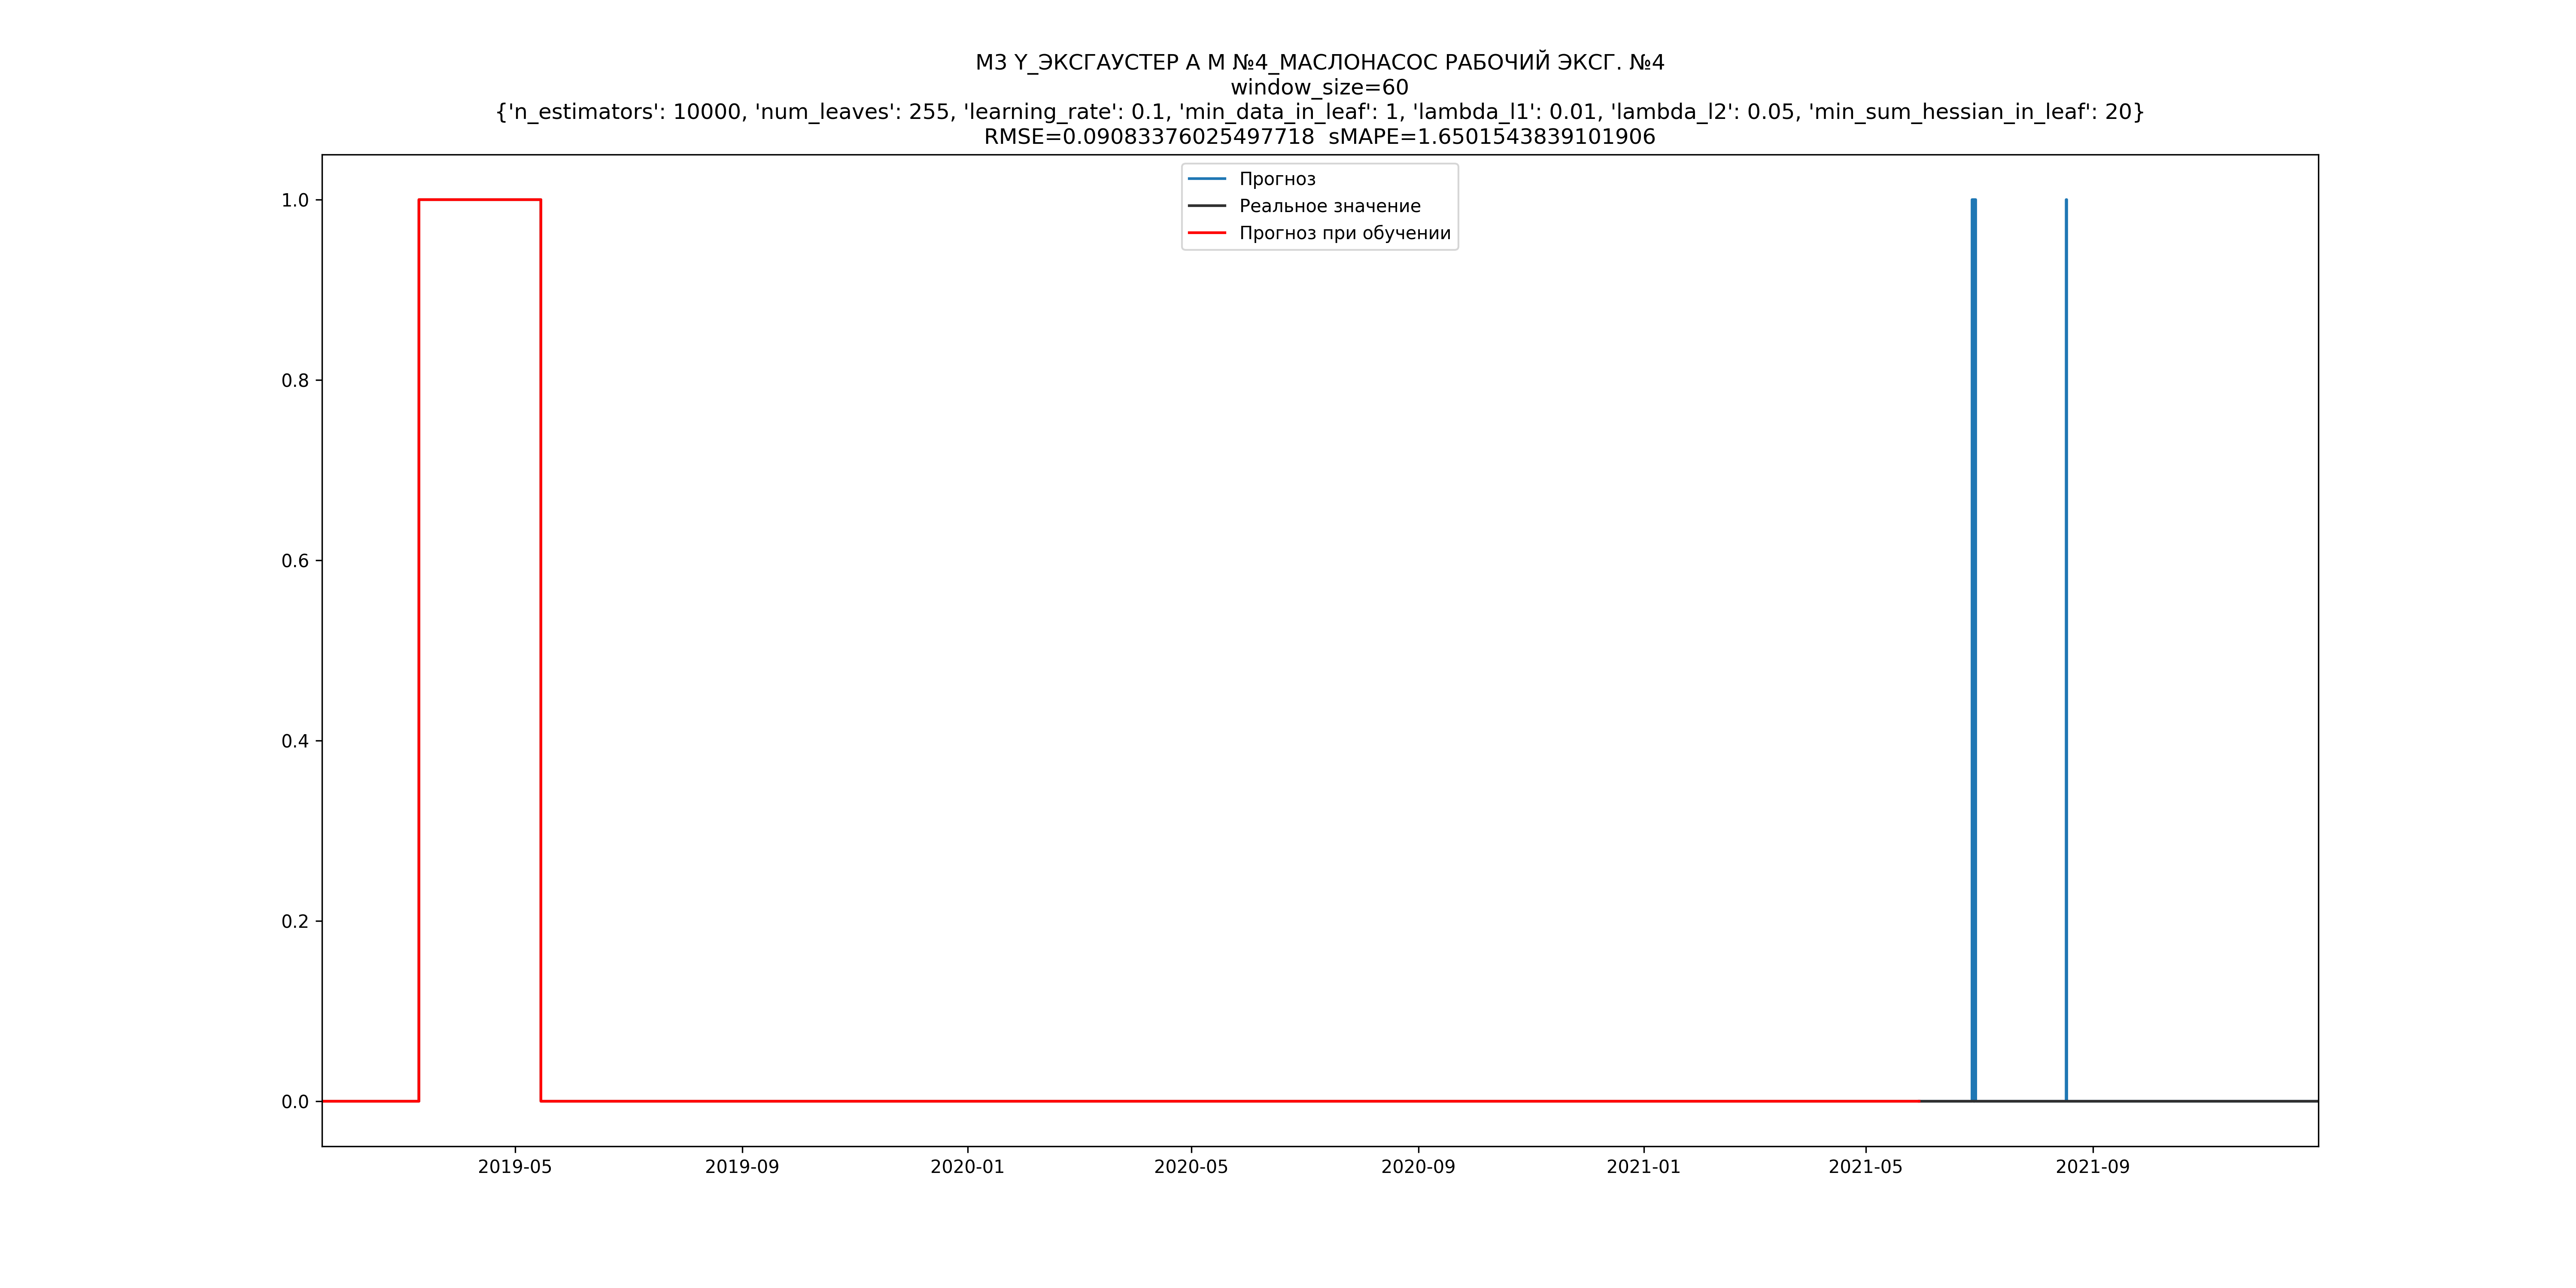 М3 Y_ЭКСГАУСТЕР А М №4_МАСЛОНАСОС РАБОЧИЙ ЭКСГ. №4
window_size=60
{'n_estimators': 10000, 'num_leaves': 255, 'learning_rate': 0.1, 'min_data_in_leaf': 1, 'lambda_l1': 0.01, 'lambda_l2': 0.05, 'min_sum_hessian_in_leaf': 20}
RMSE=0.09083376025497718 sMAPE=1.6501543839101906
Прогноз
Реальное значение
Прогноз при обучении
1.0
0.8
0.6
0.4
0.2
0.0
2019-05 2019-09 2020-01 2020-05 2020-09 2021-01 2021-05 2021-09